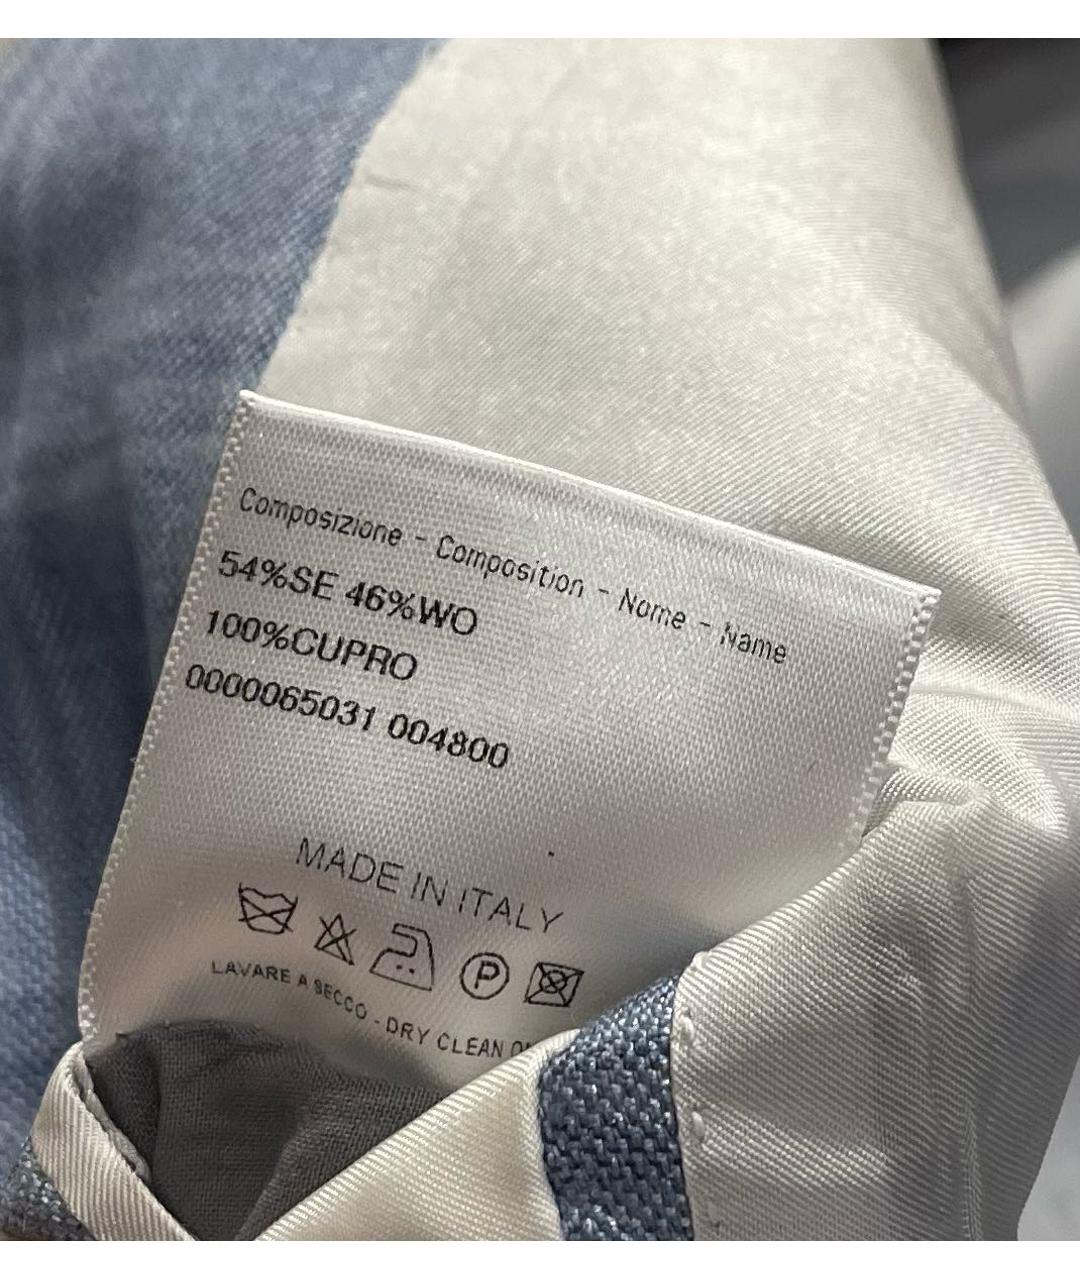 Composizione - Composition - Nome - Name
54%SE 46%WO
100%CUPRO
0000065031 004800
MADE IN ITALY
P
LAVARE A SECCO - DRY CLEAN